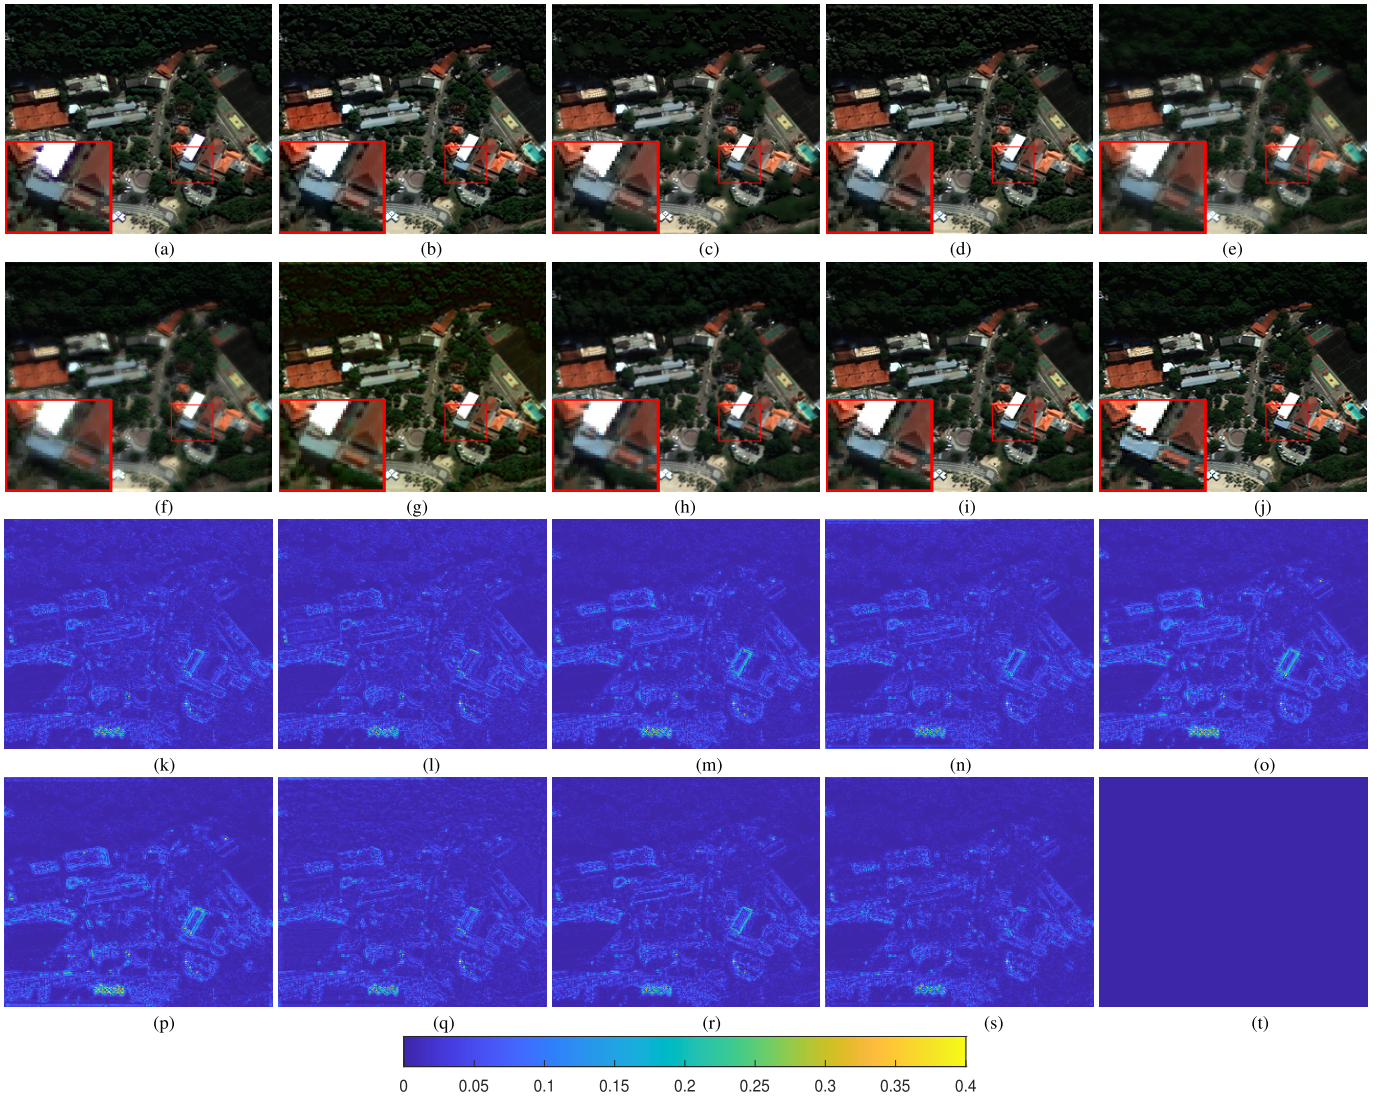 (a) (b) (c) (d) (e)
(f) (g) (h) (i) (j)
(k) (l) (m) (n) (o)
(p) (q) (r) (s) (t)
0 0.05 0.1 0.15 0.2 0.25 0.3 0.35 0.4